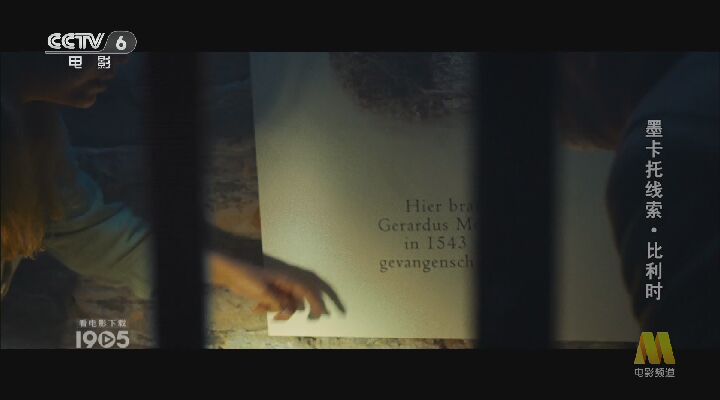 CCTV 6
电影
Hier bra
Gerardus M
in 1543
gevangensch
墨卡托线索·比利时
看电影下载
1905
电影频道